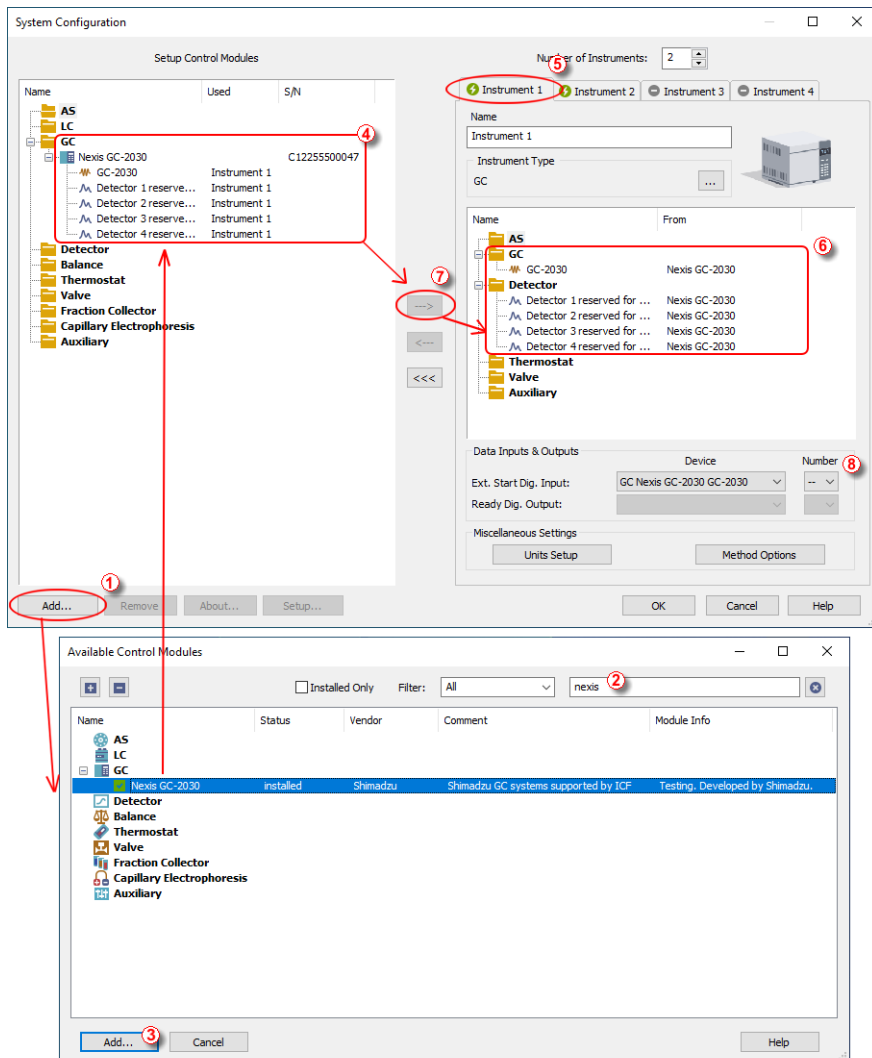 System Configuration
Setup Control Modules
Number of Instruments: 2
5
Name Used S/N
AS
LC
GC
4
Nexis GC-2030 C12255500047
GC-2030 Instrument 1
Detector 1 reserve... Instrument 1
Detector 2 reserve... Instrument 1
Detector 3 reserve... Instrument 1
Detector 4 reserve... Instrument 1
Detector
Balance
Thermostat
Valve
Fraction Collector
Capillary Electrophoresis
Auxiliary
7
--->
<---
<<<
Instrument 1 Instrument 2 Instrument 3 Instrument 4
Name
Instrument 1
Instrument Type
GC ...
Name From
AS
GC
6
GC-2030 Nexis GC-2030
Detector
Detector 1 reserved for ... Nexis GC-2030
Detector 2 reserved for ... Nexis GC-2030
Detector 3 reserved for ... Nexis GC-2030
Detector 4 reserved for ... Nexis GC-2030
Thermostat
Valve
Auxiliary
Data Inputs & Outputs
Device Number
8
Ext. Start Dig. Input: GC Nexis GC-2030 GC-2030 --
Ready Dig. Output:
Miscellaneous Settings
Units Setup Method Options
1
Add... Remove About... Setup... OK Cancel Help
Available Control Modules
Installed Only Filter: All nexis
2
Name Status Vendor Comment Module Info
AS
LC
GC
Nexis GC-2030 installed Shimadzu Shimadzu GC systems supported by ICF Testing. Developed by Shimadzu.
Detector
Balance
Thermostat
Valve
Fraction Collector
Capillary Electrophoresis
Auxiliary
Add... 3 Cancel Help